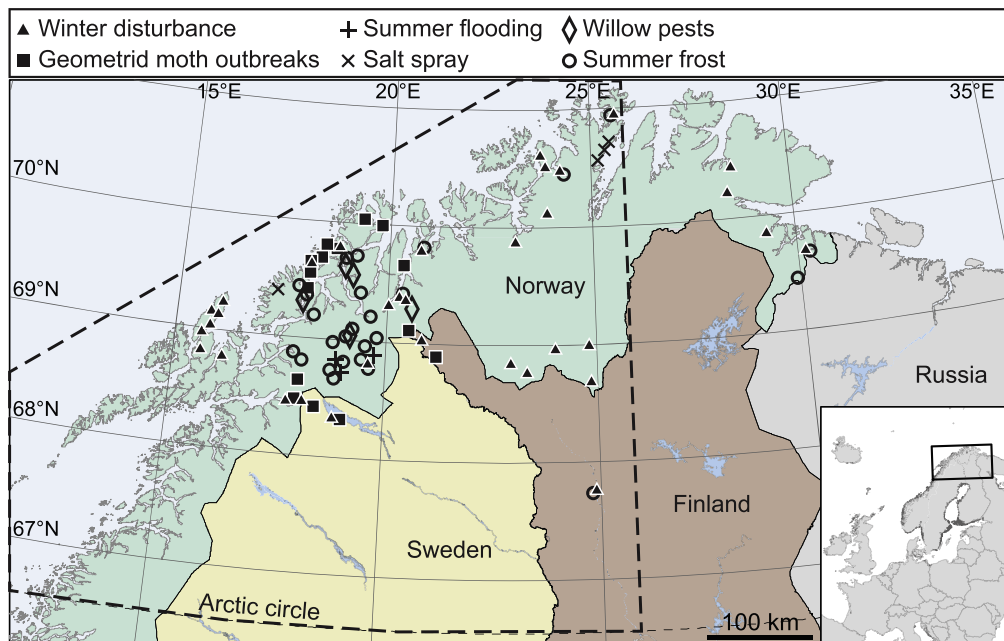 Winter disturbance Summer flooding Willow pests
Geometrid moth outbreaks Salt spray Summer frost
15°E 20°E 25°E 30°E 35°E
70°N
69°N
Norway
Russia
68°N
Finland
67°N
Sweden
Arctic circle
100 km